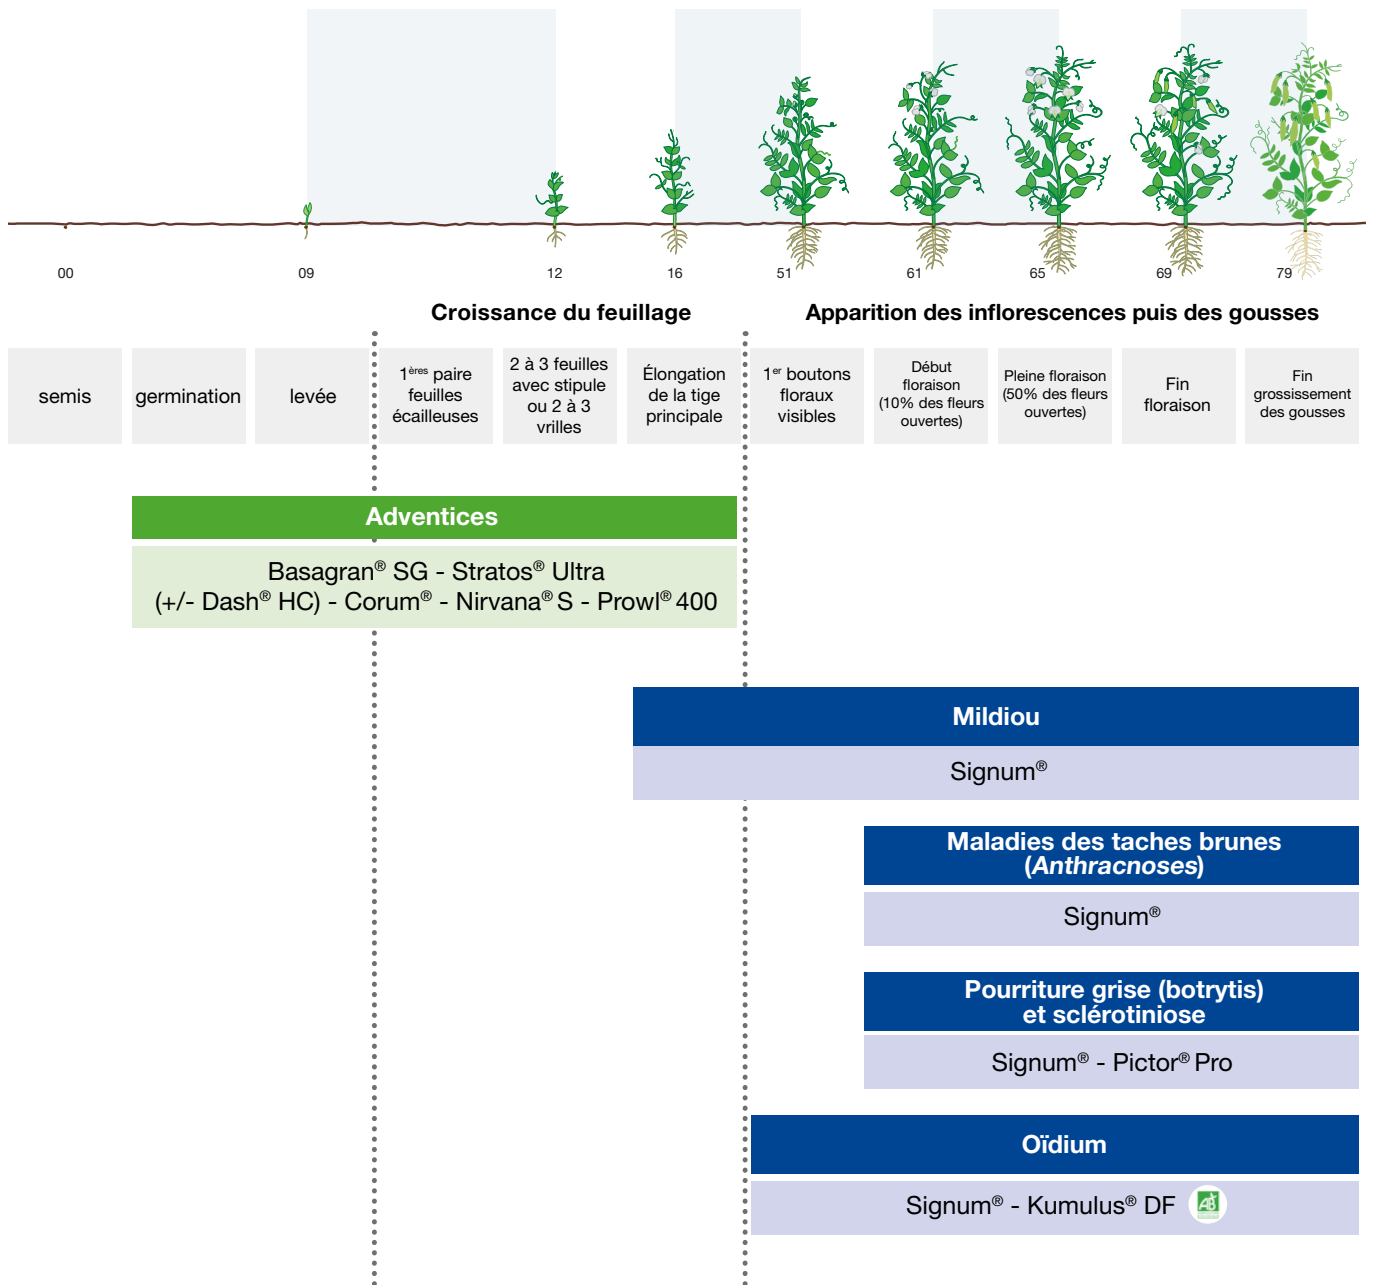 00 09 12 16 51 61 65 69 79
Croissance du feuillage
Apparition des inflorescences puis des gousses
semis
germination
levée
1ères paire
feuilles
écailleuses
2 à 3 feuilles
avec stipule
ou 2 à 3
vrilles
Élongation
de la tige
principale
1er boutons
floraux
visibles
Début
floraison
(10% des fleurs
ouvertes)
Pleine floraison
(50% des fleurs
ouvertes)
Fin
floraison
Fin
grossissement
des gousses
Adventices
Basagran® SG - Stratos® Ultra
(+/- Dash® HC) - Corum® - Nirvana® S - Prowl® 400
Mildiou
Signum®
Maladies des taches brunes
(Anthracnoses)
Signum®
Pourriture grise (botrytis)
et sclérotiniose
Signum® - Pictor® Pro
Oïdium
Signum® - Kumulus® DF AB